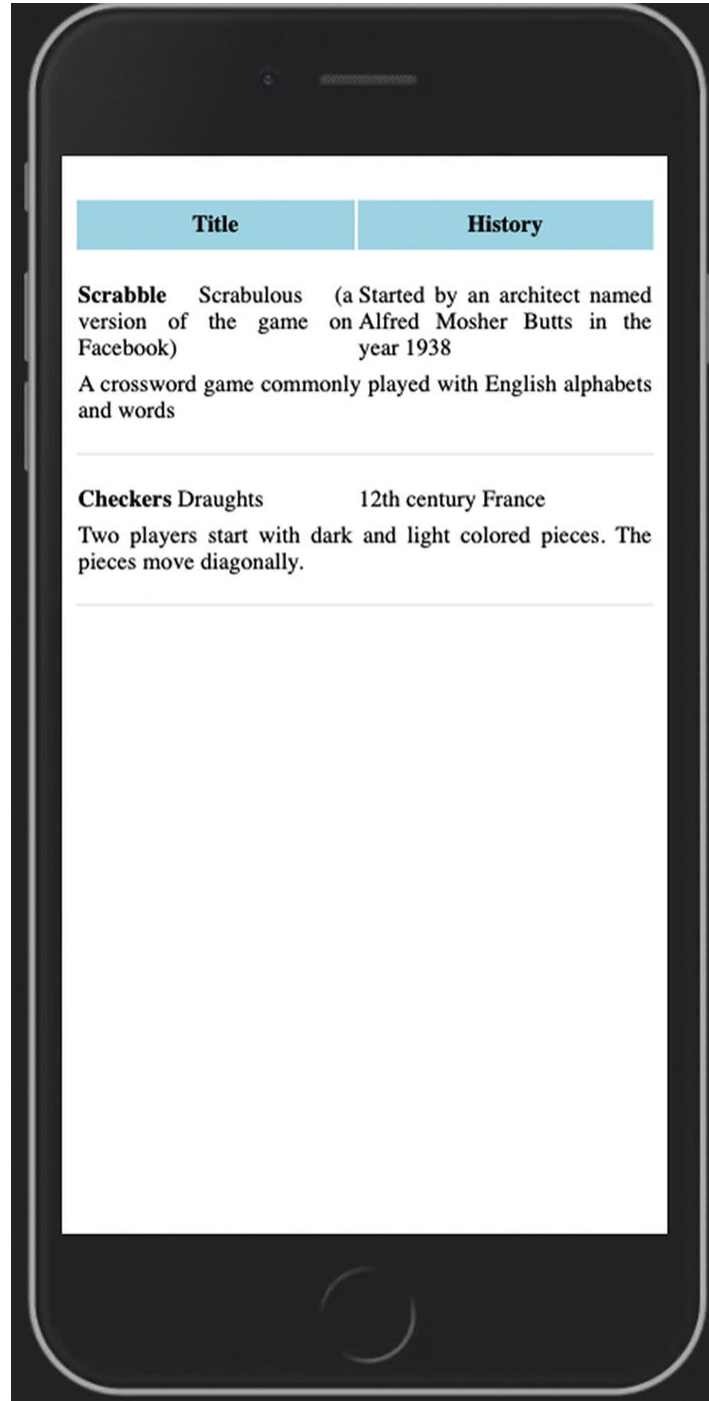 Title History
Scrabble Scrabulous (a
version of the game on
Facebook)
Started by an architect named
Alfred Mosher Butts in the
year 1938
A crossword game commonly played with English alphabets
and words
Checkers Draughts
12th century France
Two players start with dark and light colored pieces. The
pieces move diagonally.